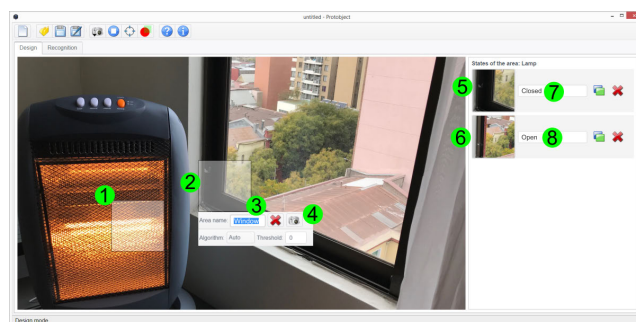 untitled - Protobject
Design Recognition
States of the area: Lamp
5
Closed 7
1
2
6
Open 8
3
4
Area name: Window
Algorithm: Auto Threshold: 0
Design mode